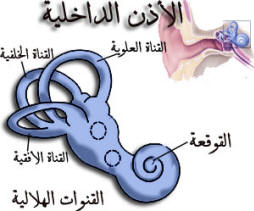 الأذن الداخلية
القناة العلوية
القناة الخلفية
القناة الأفقية
القوقعة
القنوات الهلالية